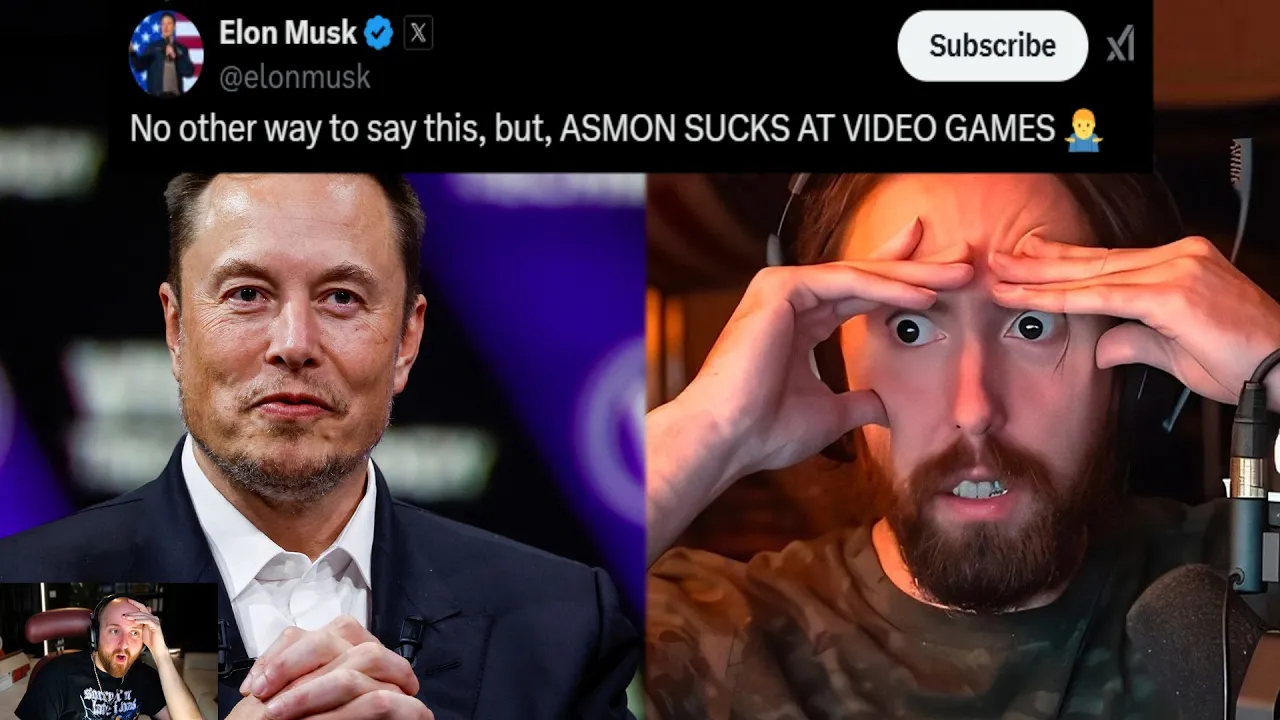 Elon Musk X
Subscribe
@elonmusk
No other way to say this, but, ASMON SUCKS AT VIDEO GAMES 🤷‍♂️